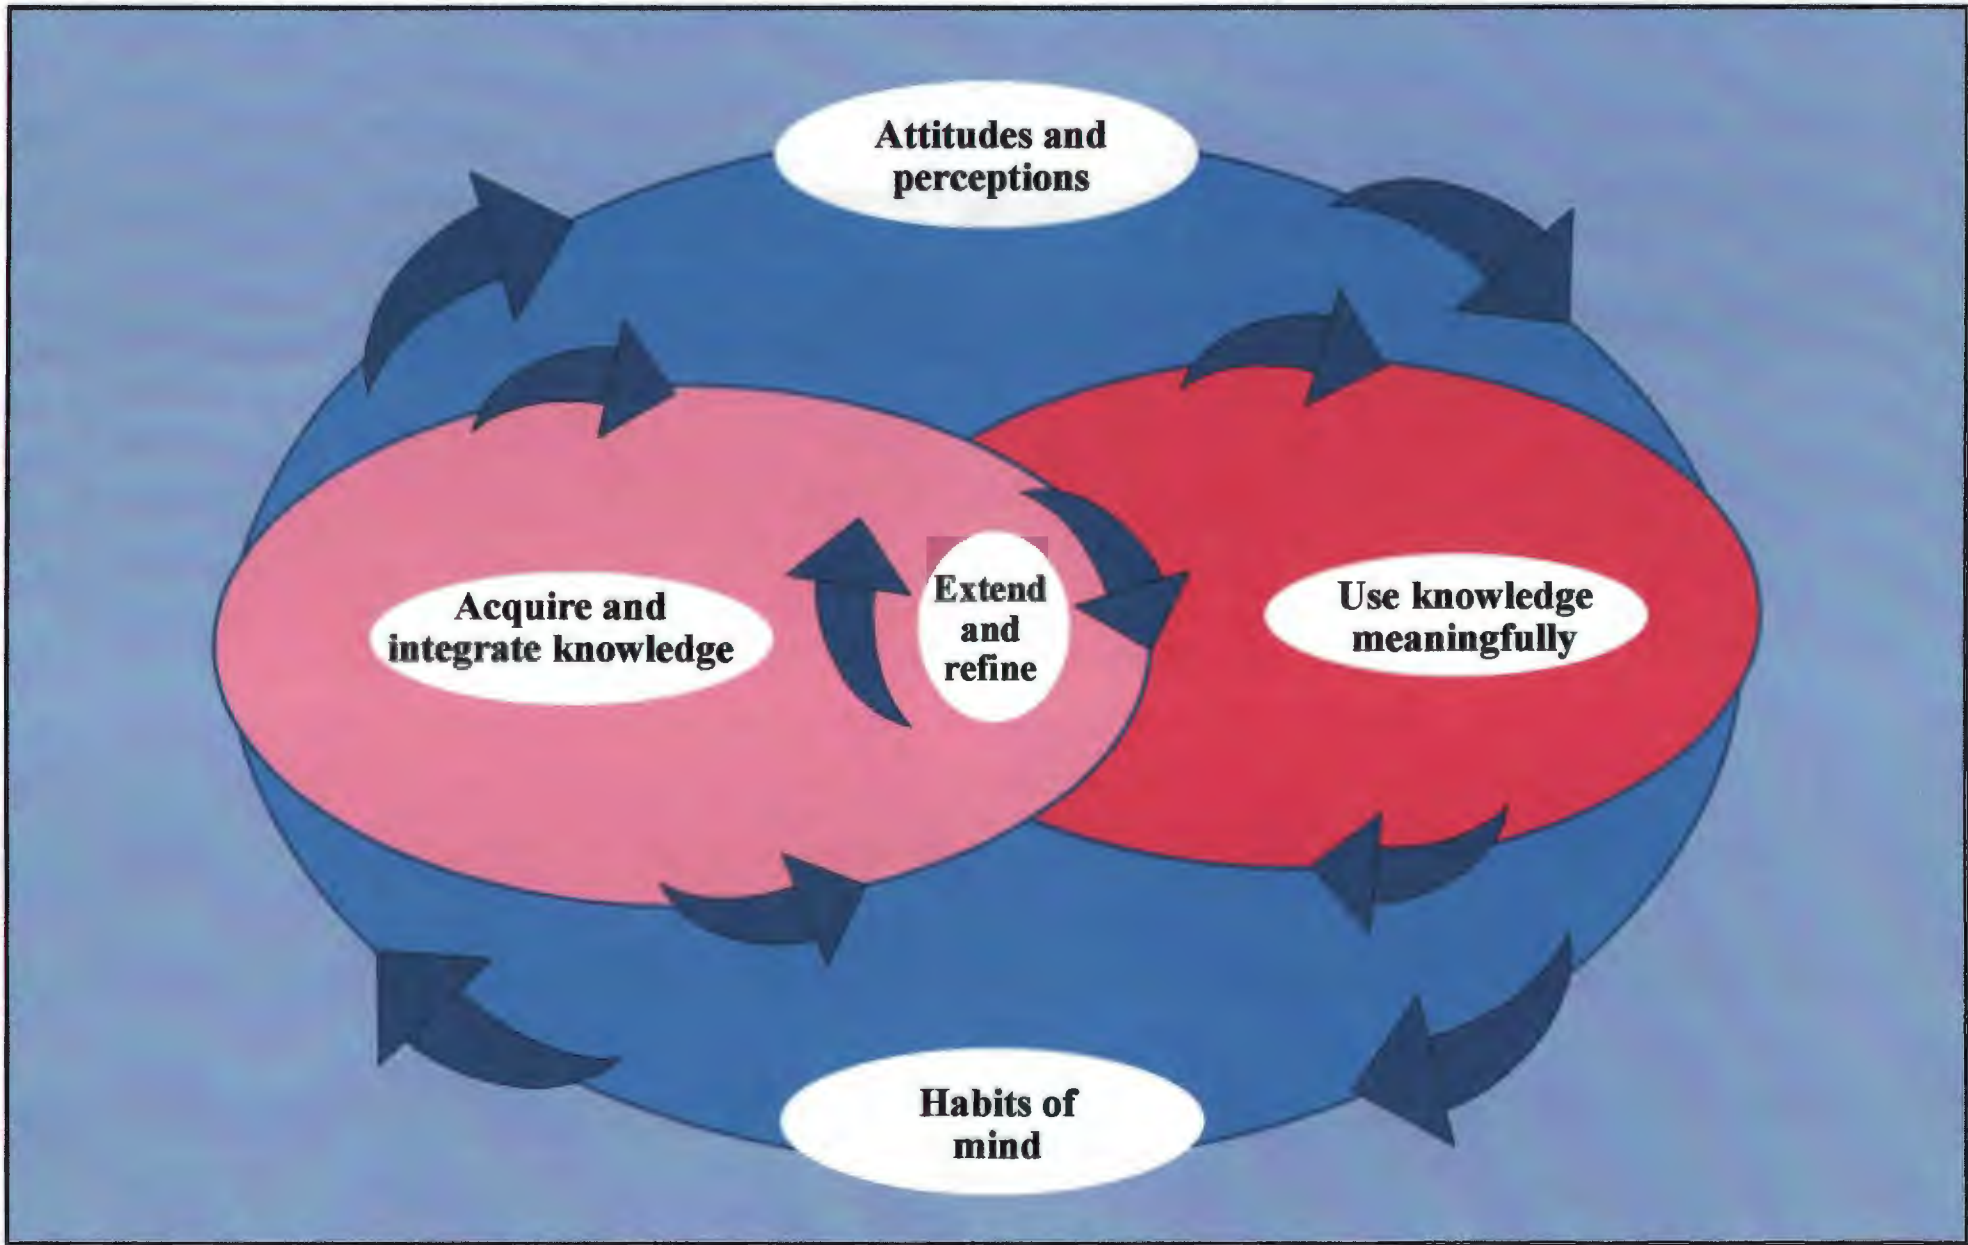 Attitudes and
perceptions
Acquire and
integrate knowledge
Extend
and
refine
Use knowledge
meaningfully
Habits of
mind